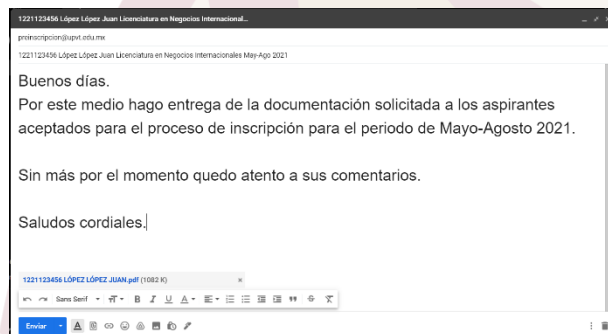 1221123456 López López Juan Licenciatura en Negocios Internacional...
preinscripcion@upvt.edu.mx
1221123456 López López Juan Licenciatura en Negocios Internacionales May-Ago 2021
Buenos días.
Por este medio hago entrega de la documentación solicitada a los aspirantes
aceptados para el proceso de inscripción para el periodo de Mayo-Agosto 2021.
Sin más por el momento quedo atento a sus comentarios.
Saludos cordiales.
1221123456 LÓPEZ LÓPEZ JUAN.pdf (1082 K)
Sans Serif
Enviar